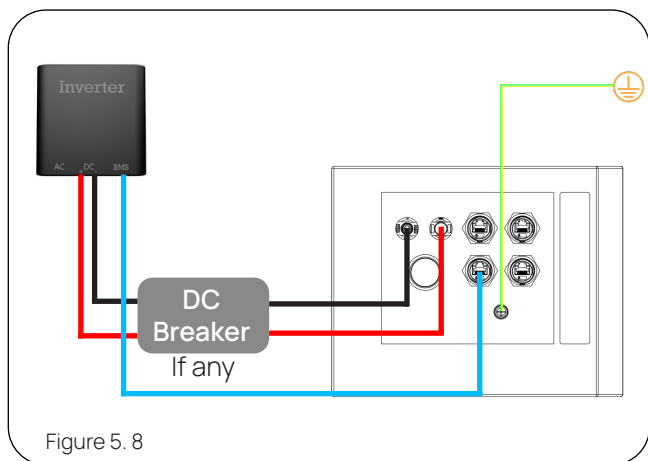 Inverter
AC + DC - BMS
DC
Breaker
If any
Figure 5. 8